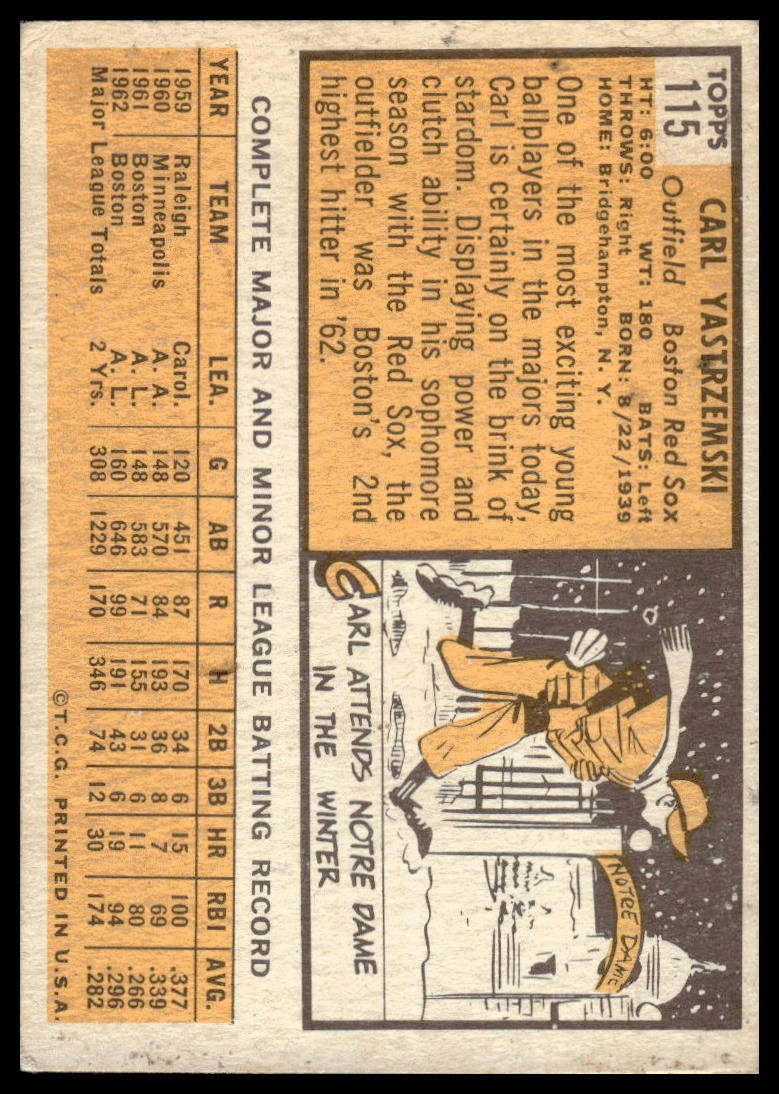 TOPPS
115
CARL YASTRZEMSKI
Outfield Boston Red Sox
HT: 6:00 WT: 180 BATS: Left
THROWS: Right BORN: 8/22/1939
HOME: Bridgehampton, N. Y.
One of the most exciting young
ballplayers in the majors today,
Carl is certainly on the brink of
stardom. Displaying power and
clutch ability in his sophomore
season with the Red Sox, the
outfielder was Boston's 2nd
highest hitter in '62.
NOTRE DAME
CARL ATTENDS NOTRE DAME
IN THE WINTER
COMPLETE MAJOR AND MINOR LEAGUE BATTING RECORD
YEAR TEAM LEA. G AB R H 2B 3B HR RBI AVG.
1959 Raleigh Carol. 120 451 87 170 34 6 15 100 .377
1960 Minneapolis A. A. 148 570 84 193 36 8 7 69 .339
1961 Boston A. L. 148 583 71 155 31 6 11 80 .266
1962 Boston A. L. 160 646 99 191 43 6 19 94 .296
Major League Totals 2 Yrs. 308 1229 170 346 74 12 30 174 .282
©T.C.G. PRINTED IN U.S.A.